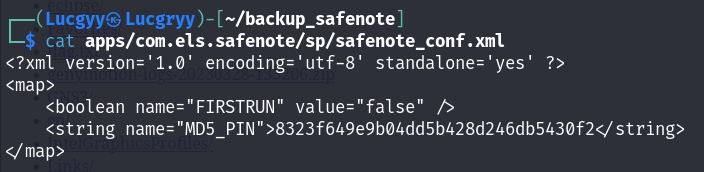 ┌──(Lucgyy㉿Lucgryy)-[~/backup_safenote]
└─$ cat apps/com.els.safenote/sp/safenote_conf.xml
<?xml version='1.0' encoding='utf-8' standalone='yes' ?>
<map>
    <boolean name="FIRSTRUN" value="false" />
    <string name="MD5_PIN">8323f649e9b04dd5b428d246db5430f2</string>
</map>